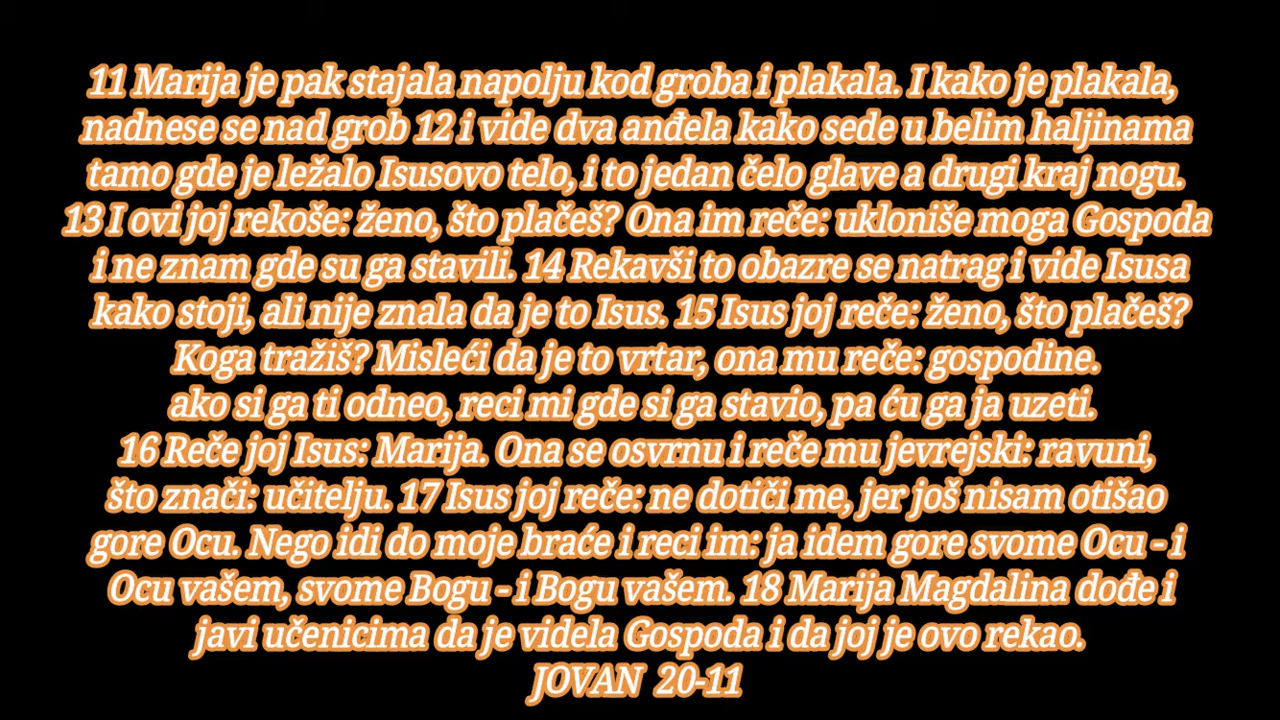 11 Marija je pak stajala napolju kod groba i plakala. I kako je plakala,
nadnese se nad grob 12 i vide dva anđela kako sede u belim haljinama
tamo gde je ležalo Isusovo telo, i to jedan čelo glave a drugi kraj nogu.
13 I ovi joj rekoše: ženo, što plačeš? Ona im reče: ukloniše moga Gospoda
i ne znam gde su ga stavili. 14 Rekavši to obazre se natrag i vide Isusa
kako stoji, ali nije znala da je to Isus. 15 Isus joj reče: ženo, što plačeš?
Koga tražiš? Misleći da je to vrtar, ona mu reče: gospodine.
ako si ga ti odneo, reci mi gde si ga stavio, pa ću ga ja uzeti.
16 Reče joj Isus: Marija. Ona se osvrnu i reče mu jevrejski: ravuni,
što znači: učitelju. 17 Isus joj reče: ne dotiči me, jer još nisam otišao
gore Ocu. Nego idi do moje braće i reci im: ja idem gore svome Ocu - i
Ocu vašem, svome Bogu - i Bogu vašem. 18 Marija Magdalina dođe i
javi učenicima da je videla Gospoda i da joj je ovo rekao.
JOVAN 20-11